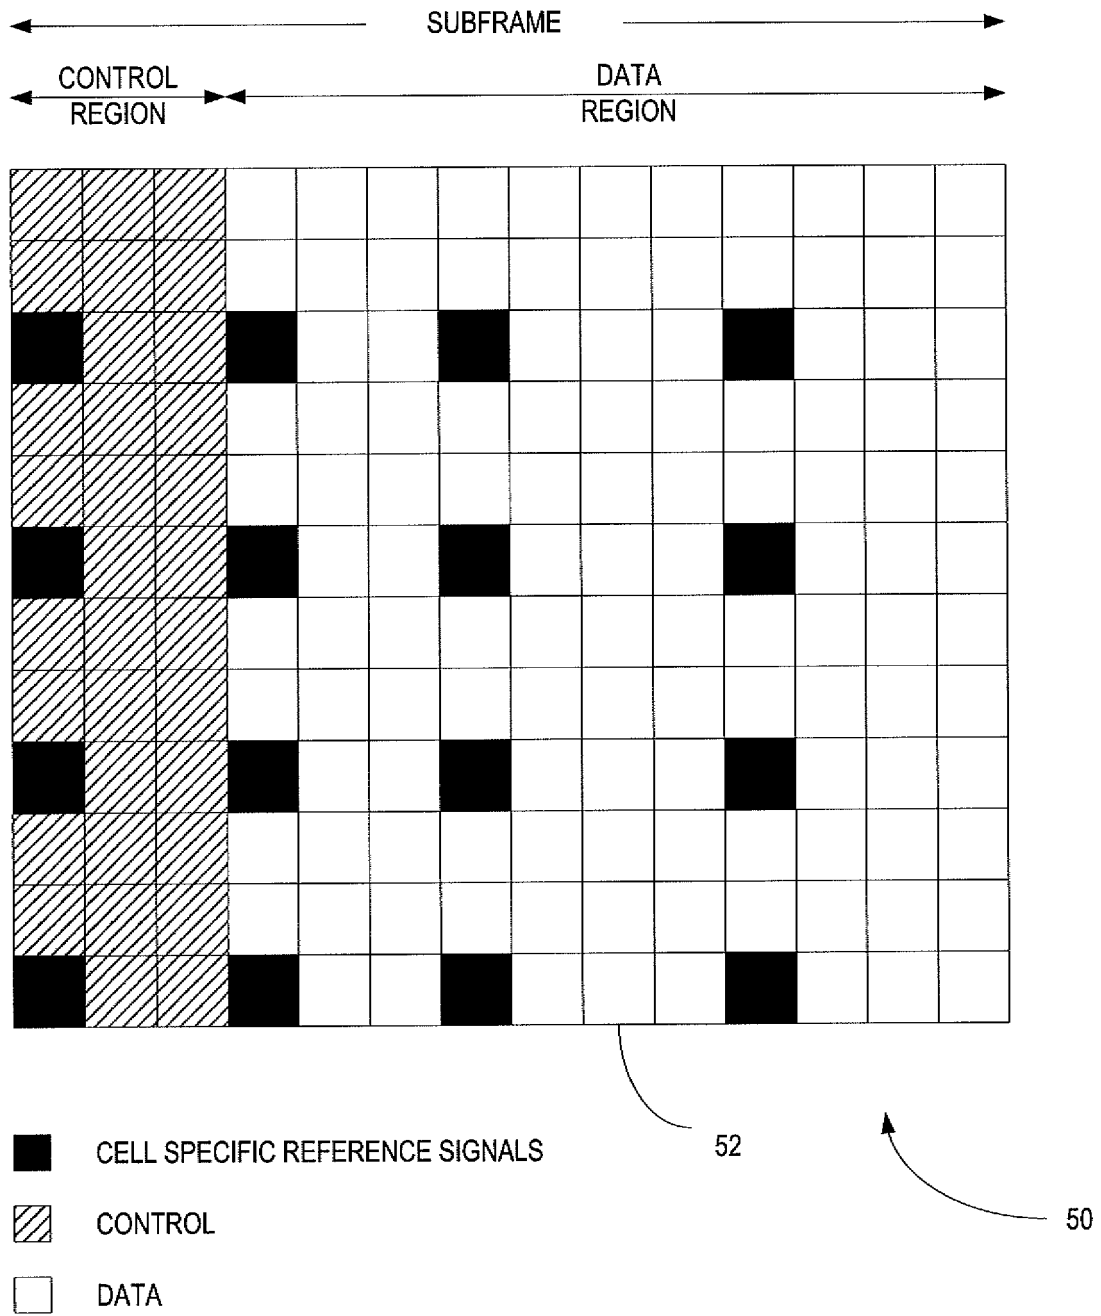 SUBFRAME
CONTROL
REGION
DATA
REGION
CELL SPECIFIC REFERENCE SIGNALS
52
CONTROL
50
DATA